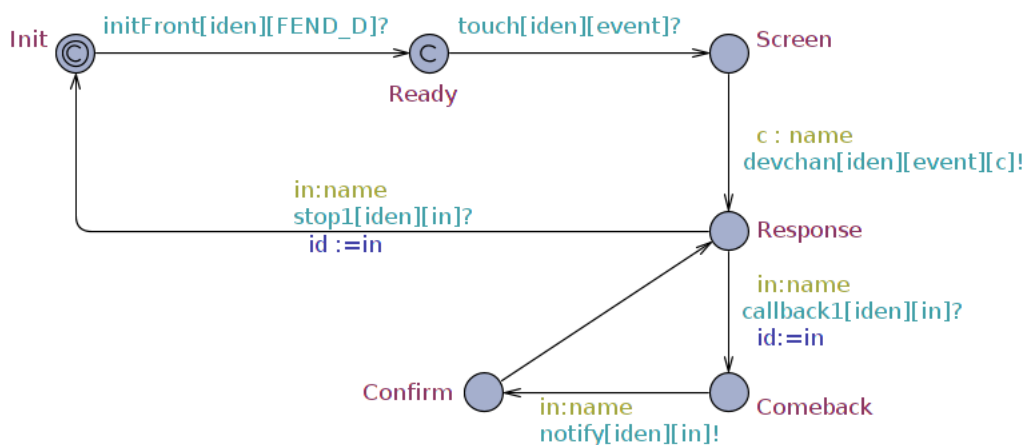 initFront[iden][FEND_D]?
touch[iden][event]?
Init
Screen
C
C
Ready
c : name
devchan[iden][event][c]!
in:name
stop1[iden][in]?
id :=in
Response
in:name
callback1[iden][in]?
id:=in
Confirm
Comeback
in:name
notify[iden][in]!